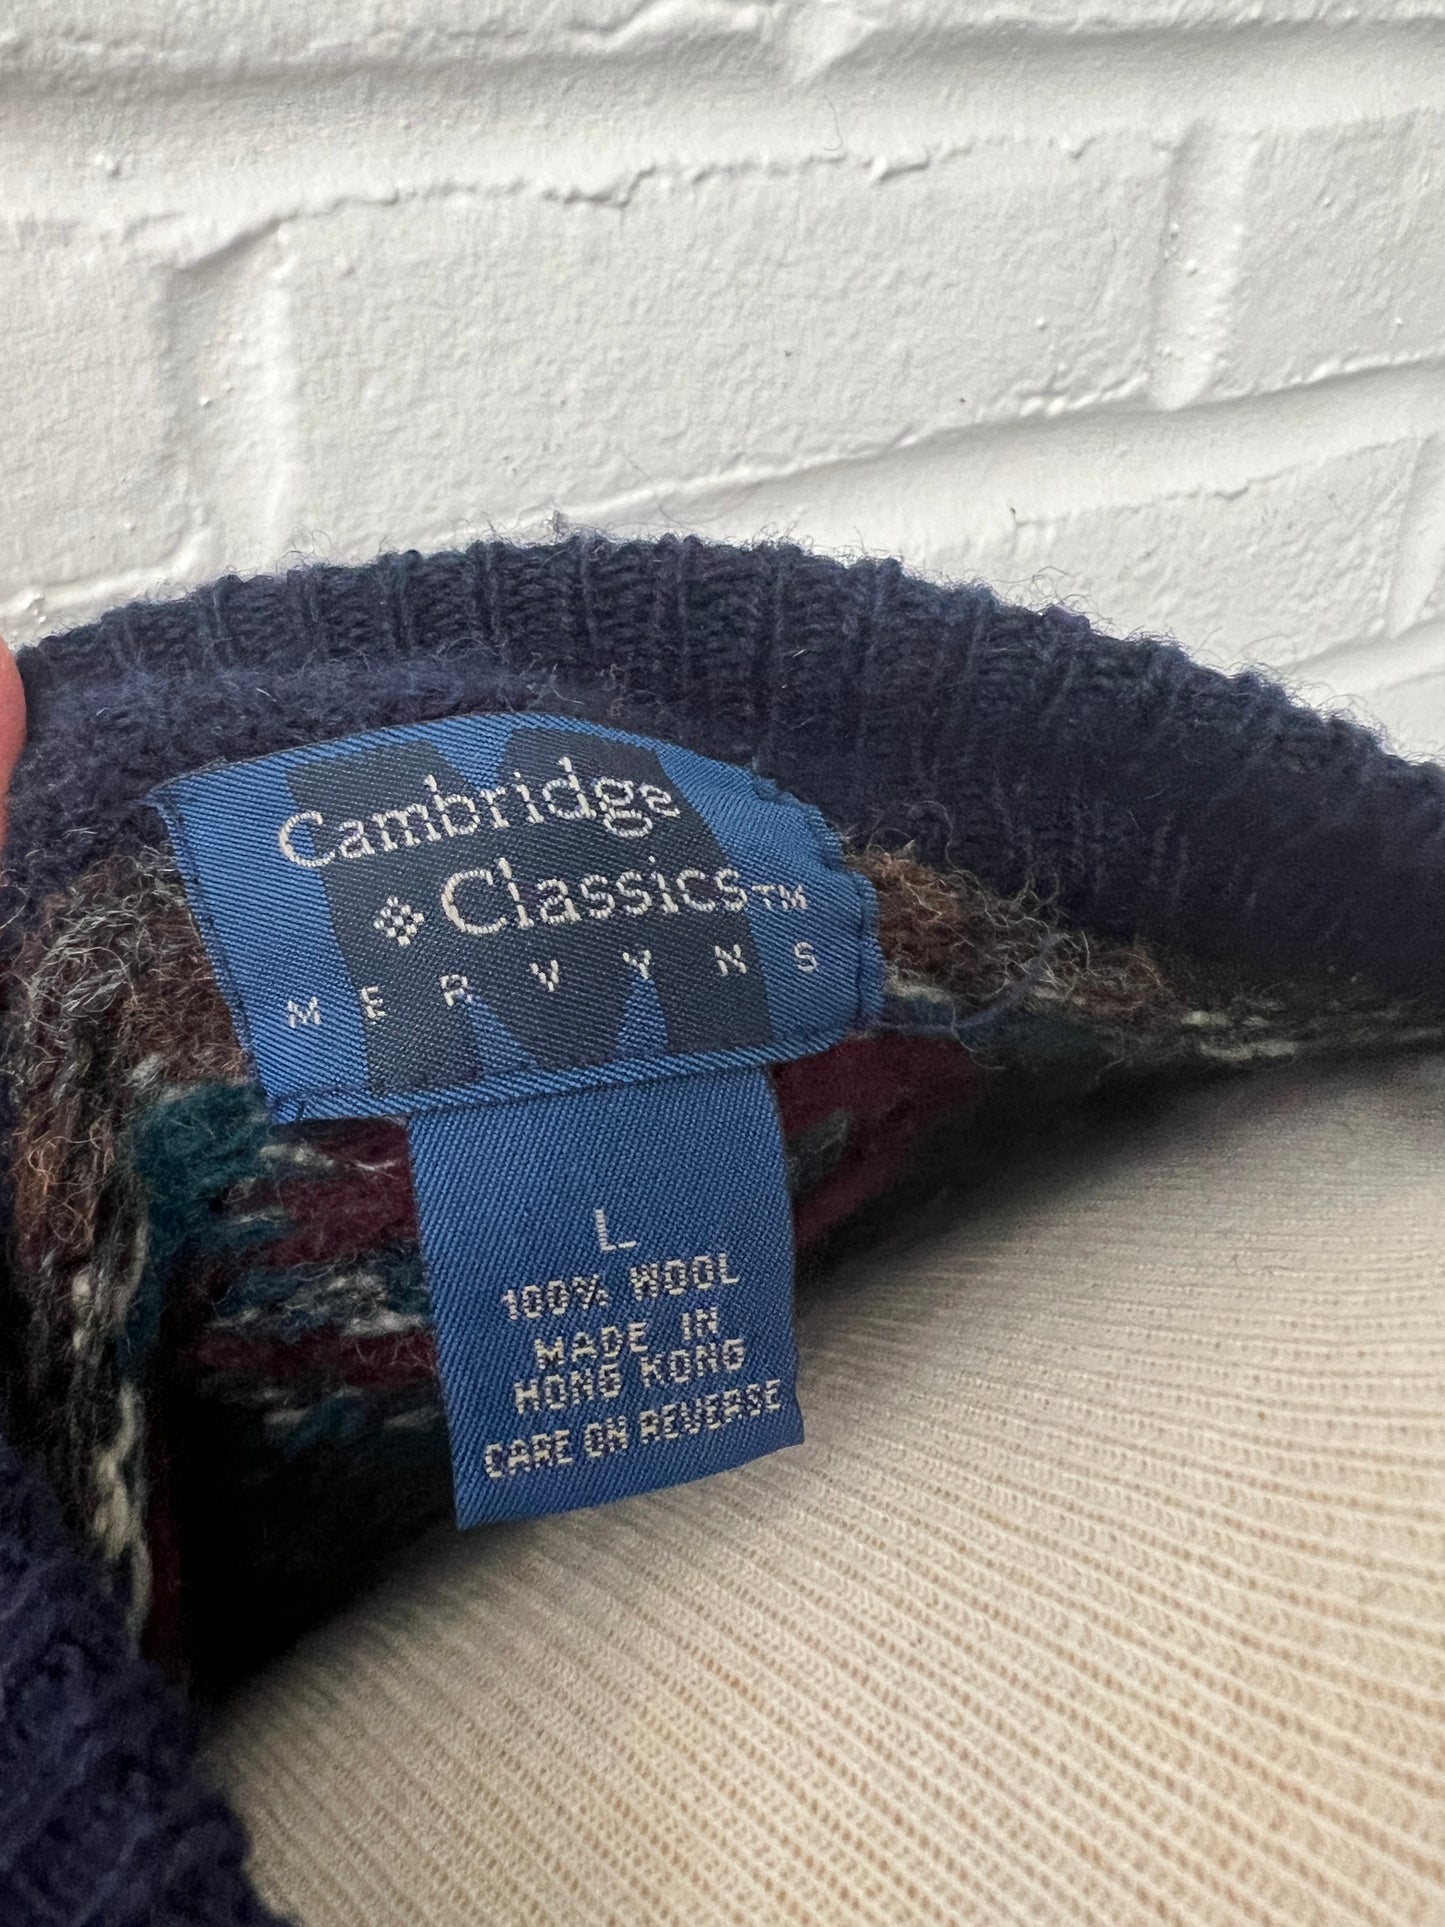 Cambridge
Classics™
MERVYNS
L
100% WOOL
MADE IN
HONG KONG
CARE ON REVERSE